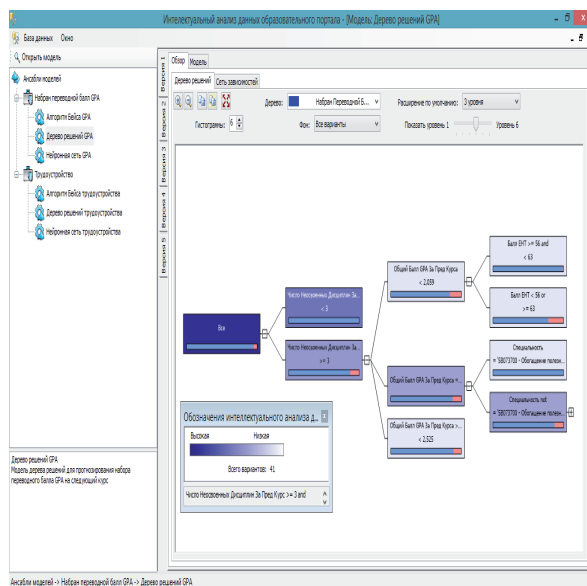 Интелектуальный анализ данных образовательного портала - [Модель: Дерево решений GPA]
База данных Окно
Открыть модель
Ансабли моделей
Набран переводной балл GPA
Алгоритм Бейса GPA
Дерево решений GPA
Нейронная сеть GPA
Трудоустройство
Алгоритм Бейса трудоустройства
Дерево решений трудоустройства
Нейронная сеть трудоустройства
Дерево решений GPA
Модель дерева решений для прогнозирования набора
переводного балла GPA на следующий курс
Версия 1
Версия 2
Версия 3
Версия 4
Версия 5
Обзор Модель
Дерево решений Сеть зависимостей
Дерево: Набран Переводной Б... Расширение по умолчанию: 3 уровня
Гистограммы: 6 Фон: Все варианты Показать уровень 1 Уровень 6
Все
Число Неосвоенных Дисциплин За...
< 3
Число Неосвоенных Дисциплин За...
>= 3
Общий Балл GPA За Пред Курса
< 2.059
Общий Балл GPA За Пред Курса =...
Общий Балл GPA За Пред Курса >...
< 2.525
Балл ЕНТ >= 56 and
< 63
Балл ЕНТ < 56 or
>= 63
Специальность
= '5B073700 - Обогащение полезн...
Специальность not
= '5B073700 - Обогащение полезн...
Обозначения интеллектуального анализа д...
Высокая Низкая
Всего вариантов: 41
Число Неосвоенных Дисциплин За Пред Курс >= 3 and
Ансабли моделей -> Набран переводной балл GPA -> Дерево решений GPA